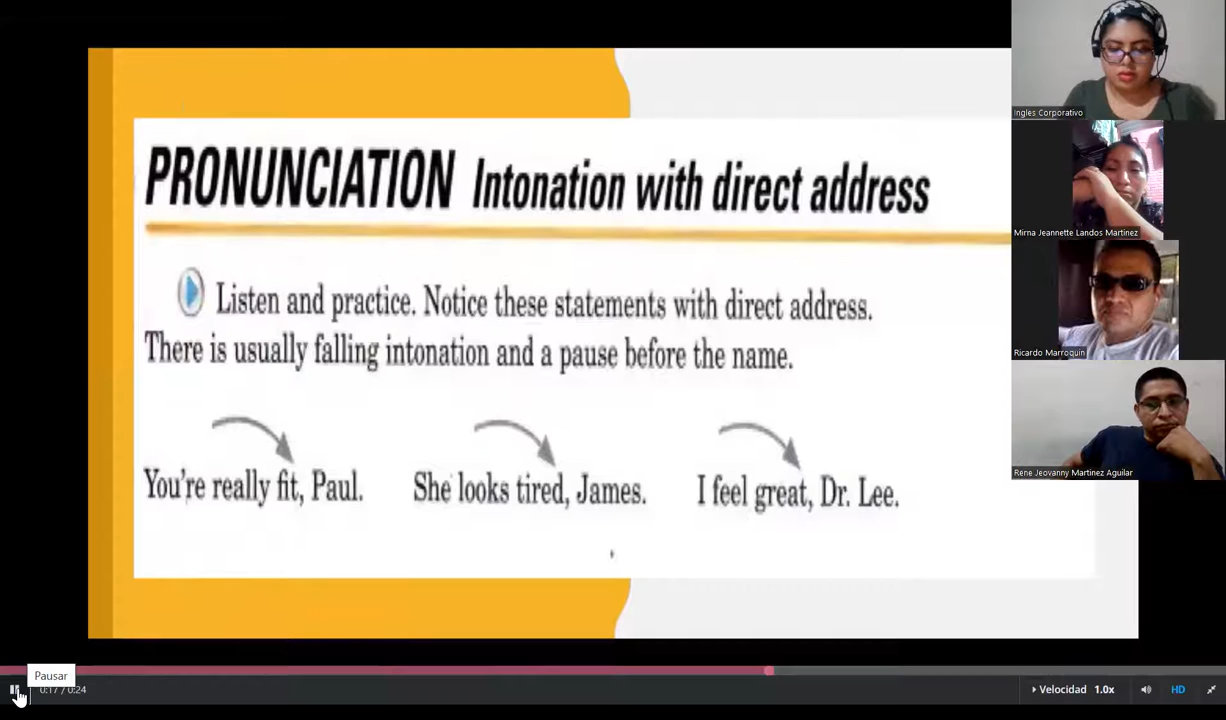 PRONUNCIATION Intonation with direct address
Listen and practice. Notice these statements with direct address.
There is usually falling intonation and a pause before the name.
You're really fit, Paul. She looks tired, James. I feel great, Dr. Lee.
Ingles Corporativo
Mirna Jeannette Landos Martinez
Ricardo Marroquin
Rene Jeovanny Martinez Aguilar
Pausar
0:17 / 0:24
Velocidad 1.0x
HD